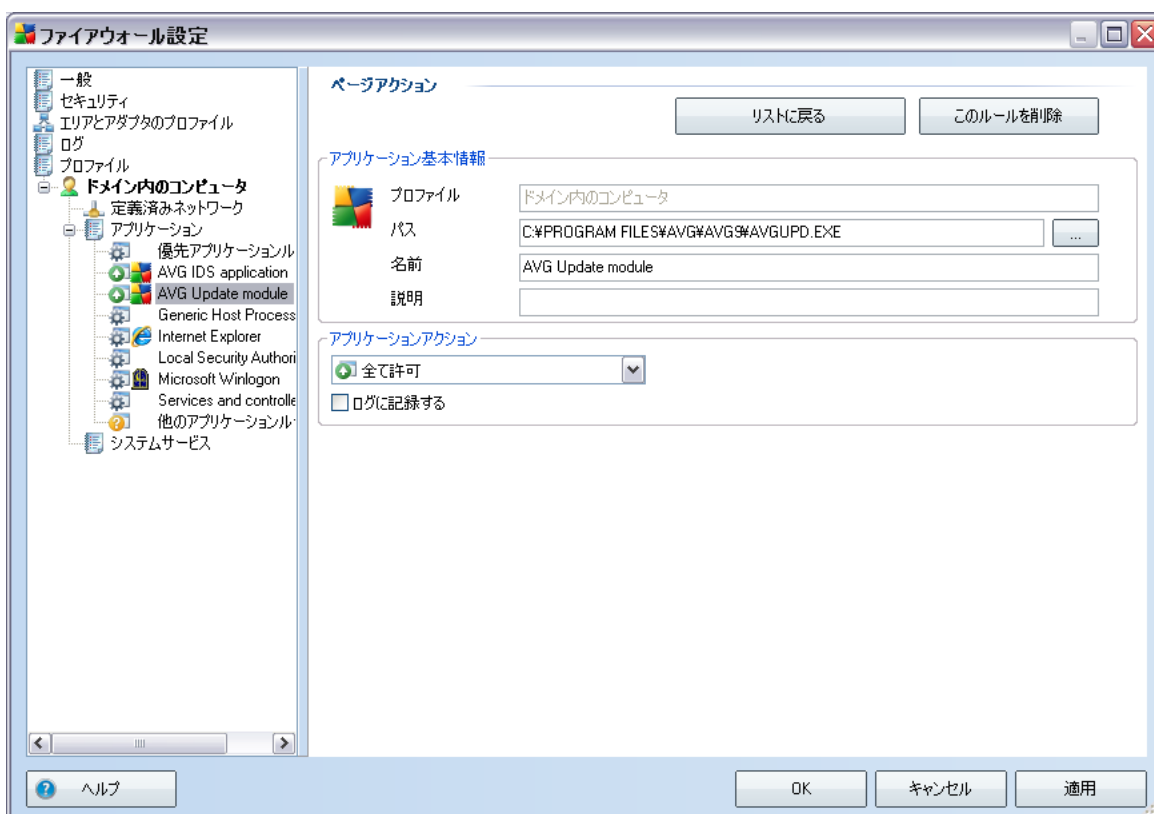 ファイアウォール設定
一般
セキュリティ
エリアとアダプタのプロファイル
ログ
プロファイル
ドメイン内のコンピュータ
定義済みネットワーク
アプリケーション
優先アプリケーションル
AVG IDS application
AVG Update module
Generic Host Process
Internet Explorer
Local Security Authori
Microsoft Winlogon
Services and controlle
他のアプリケーションル
システムサービス
ページアクション
リストに戻る
このルールを削除
アプリケーション基本情報
プロファイル
ドメイン内のコンピュータ
パス
C:¥PROGRAM FILES¥AVG¥AVG9¥AVGUPD.EXE
...
名前
AVG Update module
説明
アプリケーションアクション
全て許可
ログに記録する
ヘルプ
OK
キャンセル
適用